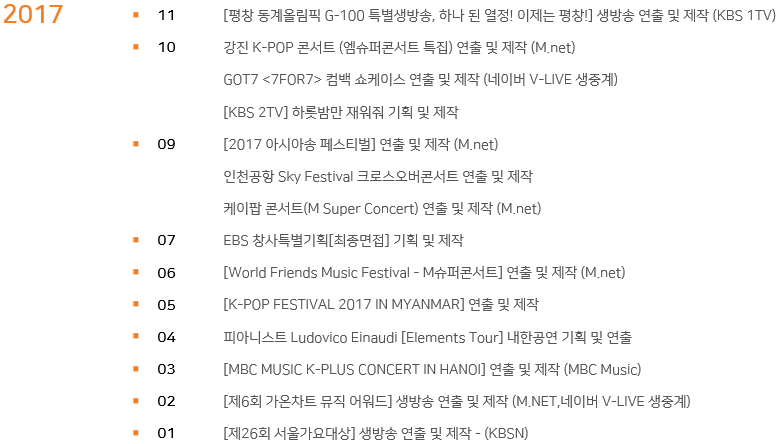 2017
11 [평창 동계올림픽 G-100 특별생방송, 하나 된 열정! 이제는 평창!] 생방송 연출 및 제작 (KBS 1TV)
10 강진 K-POP 콘서트 (엠슈퍼콘서트 특집) 연출 및 제작 (M.net)
GOT7 <7FOR7> 컴백 쇼케이스 연출 및 제작 (네이버 V-LIVE 생중계)
[KBS 2TV] 하룻밤만 재워줘 기획 및 제작
09 [2017 아시아송 페스티벌] 연출 및 제작 (M.net)
인천공항 Sky Festival 크로스오버콘서트 연출 및 제작
케이팝 콘서트(M Super Concert) 연출 및 제작 (M.net)
07 EBS 창사특별기획[최종면접] 기획 및 제작
06 [World Friends Music Festival - M슈퍼콘서트] 연출 및 제작 (M.net)
05 [K-POP FESTIVAL 2017 IN MYANMAR] 연출 및 제작
04 피아니스트 Ludovico Einaudi [Elements Tour] 내한공연 기획 및 연출
03 [MBC MUSIC K-PLUS CONCERT IN HANOI] 연출 및 제작 (MBC Music)
02 [제6회 가온차트 뮤직 어워드] 생방송 연출 및 제작 (M.NET,네이버 V-LIVE 생중계)
01 [제26회 서울가요대상] 생방송 연출 및 제작 - (KBSN)